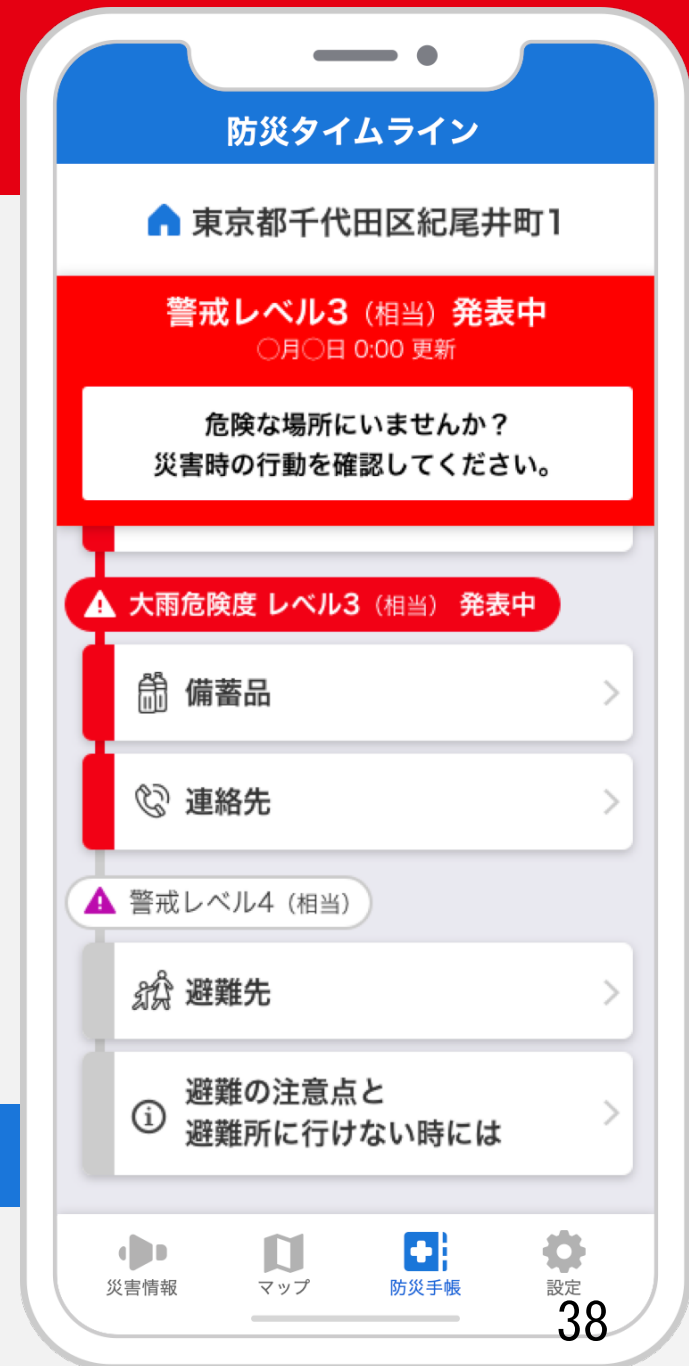 防災タイムライン
東京都千代田区紀尾井町1
警戒レベル3（相当）発表中
○月○日 0:00 更新
危険な場所にいませんか？
災害時の行動を確認してください。
大雨危険度 レベル3（相当） 発表中
備蓄品
連絡先
警戒レベル4（相当）
避難先
避難の注意点と
避難所に行けない時には
災害情報
マップ
防災手帳
設定
38